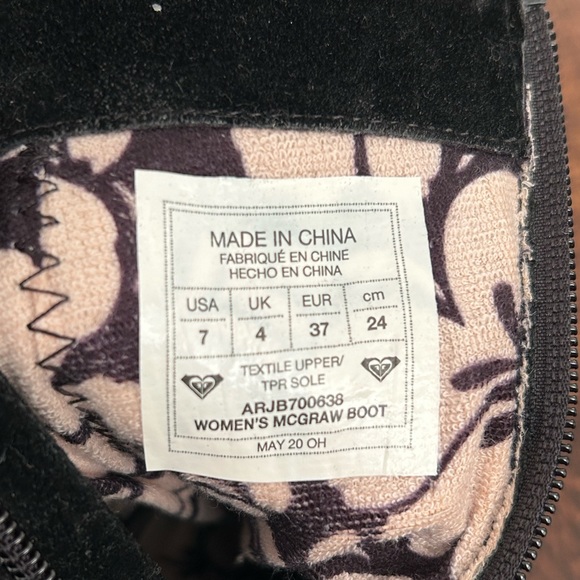 MADE IN CHINA
FABRIQUÉ EN CHINE
HECHO EN CHINA
USA UK EUR cm
7 4 37 24
TEXTILE UPPER/
TPR SOLE
ARJB700638
WOMEN'S MCGRAW BOOT
MAY 20 OH